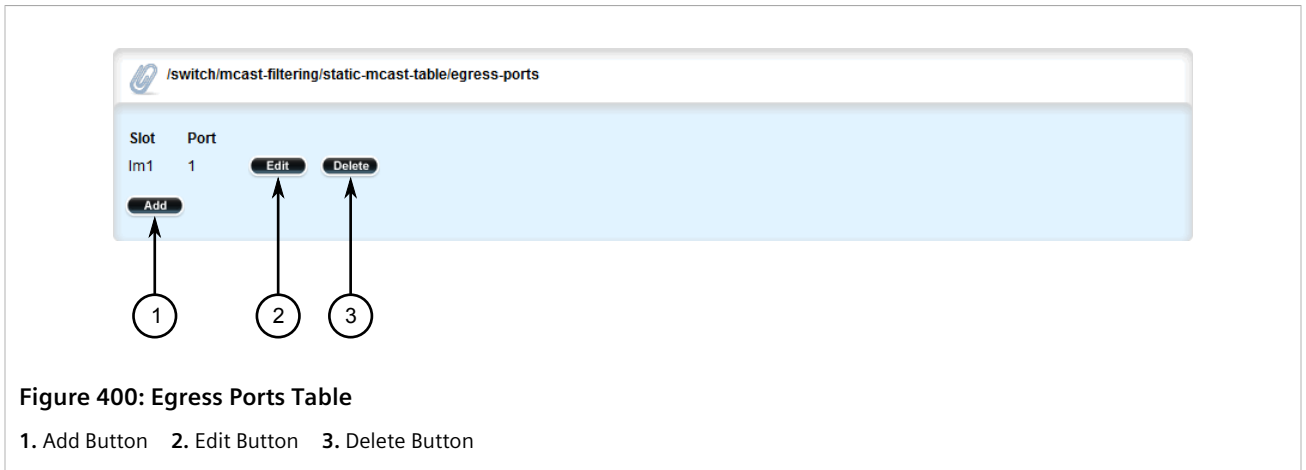 /switch/mcast-filtering/static-mcast-table/egress-ports
Slot Port
lm1 1 Edit Delete
Add
1 2 3
Figure 400: Egress Ports Table
1. Add Button 2. Edit Button 3. Delete Button